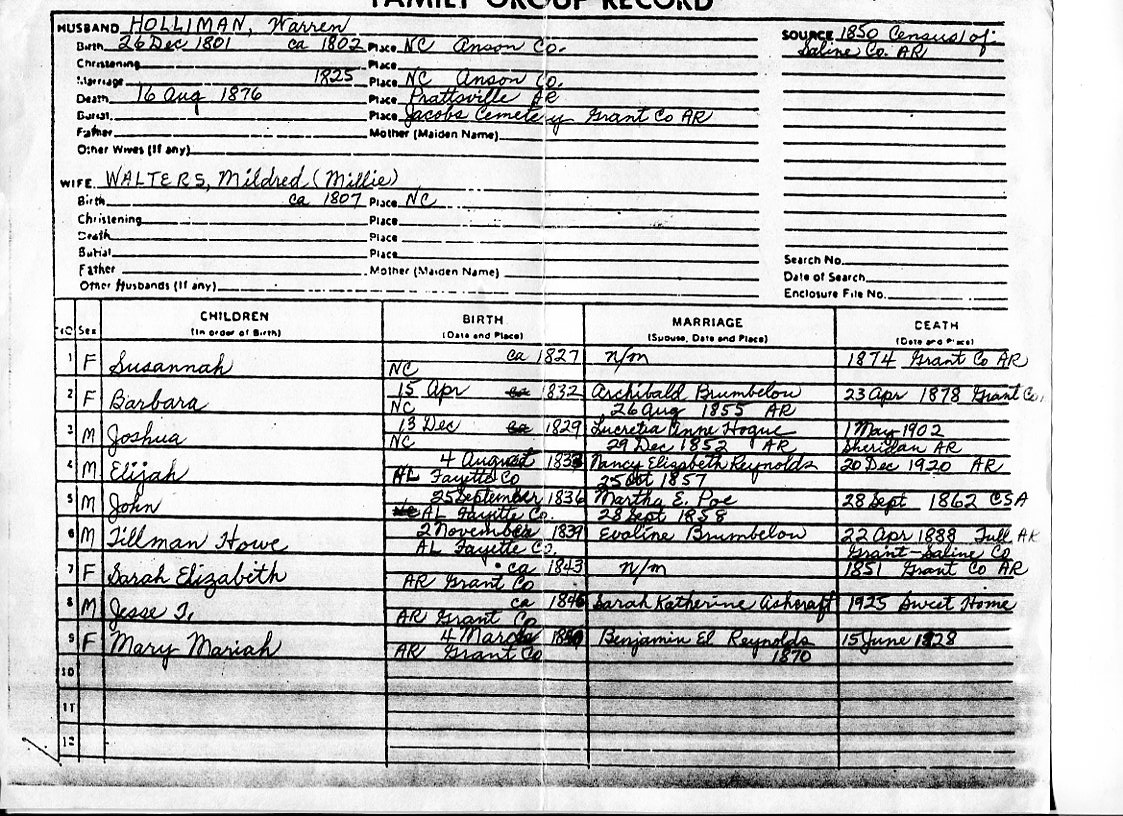 FAMILY GROUP RECORD
HUSBAND HOLLIMAN, Warren
Birth 26 Dec 1801 ca 1802 Place NC Anson Co.
Christening Place
Marriage 1825 Place NC Anson Co.
Death 16 Aug 1876 Place Prattsville AR
Burial Place Jacobs Cemetery Grant Co AR
Father Mother (Maiden Name)
Other Wives (if any)
SOURCE 1850 Census of
Saline Co. AR
WIFE WALTERS, Mildred (Millie)
Birth ca 1807 Place NC
Christening Place
Death Place
Burial Place
Father Mother (Maiden Name)
Other Husbands (if any)
Search No.
Date of Search
Enclosure File No.
Sex CHILDREN (In order of Birth) BIRTH (Date and Place) MARRIAGE (Spouse, Date and Place) DEATH (Date and Place)
1 F Susannah ca 1827 n/m 1874 Grant Co AR
NC
2 F Barbara 15 Apr ca 1832 Archibald Brumbelow 23 Apr 1878 Grant Co,
NC 26 Aug 1855 AR
3 M Joshua 13 Dec ca 1829 Lucretia Anne Hogue 1 May 1902
NC 29 Dec 1852 AR Sheridan AR
4 M Elijah 4 August 1833 Nancy Elizabeth Reynolds 20 Dec 1920 AR
AL Fayette Co 25 Oct 1857
5 M John 25 September 1836 Martha E. Poe 28 Sept 1862 CSA
AL Fayette Co. 28 Sept 1858
6 M Tillman Howe 2 November 1839 Evaline Brumbelow 22 Apr 1888 Tull AR
AL Fayette Co. Grant-Saline Co
7 F Sarah Elizabeth ca 1843 n/m 1851 Grant Co AR
AR Grant Co
8 M Jesse T. ca 1846 Sarah Katherine Ashcraft 1925 Sweet Home
AR Grant Co
9 F Mary Mariah 4 March 1850 Benjamin El Reynolds 15 June 1928
AR Grant Co 1870
10
11
12